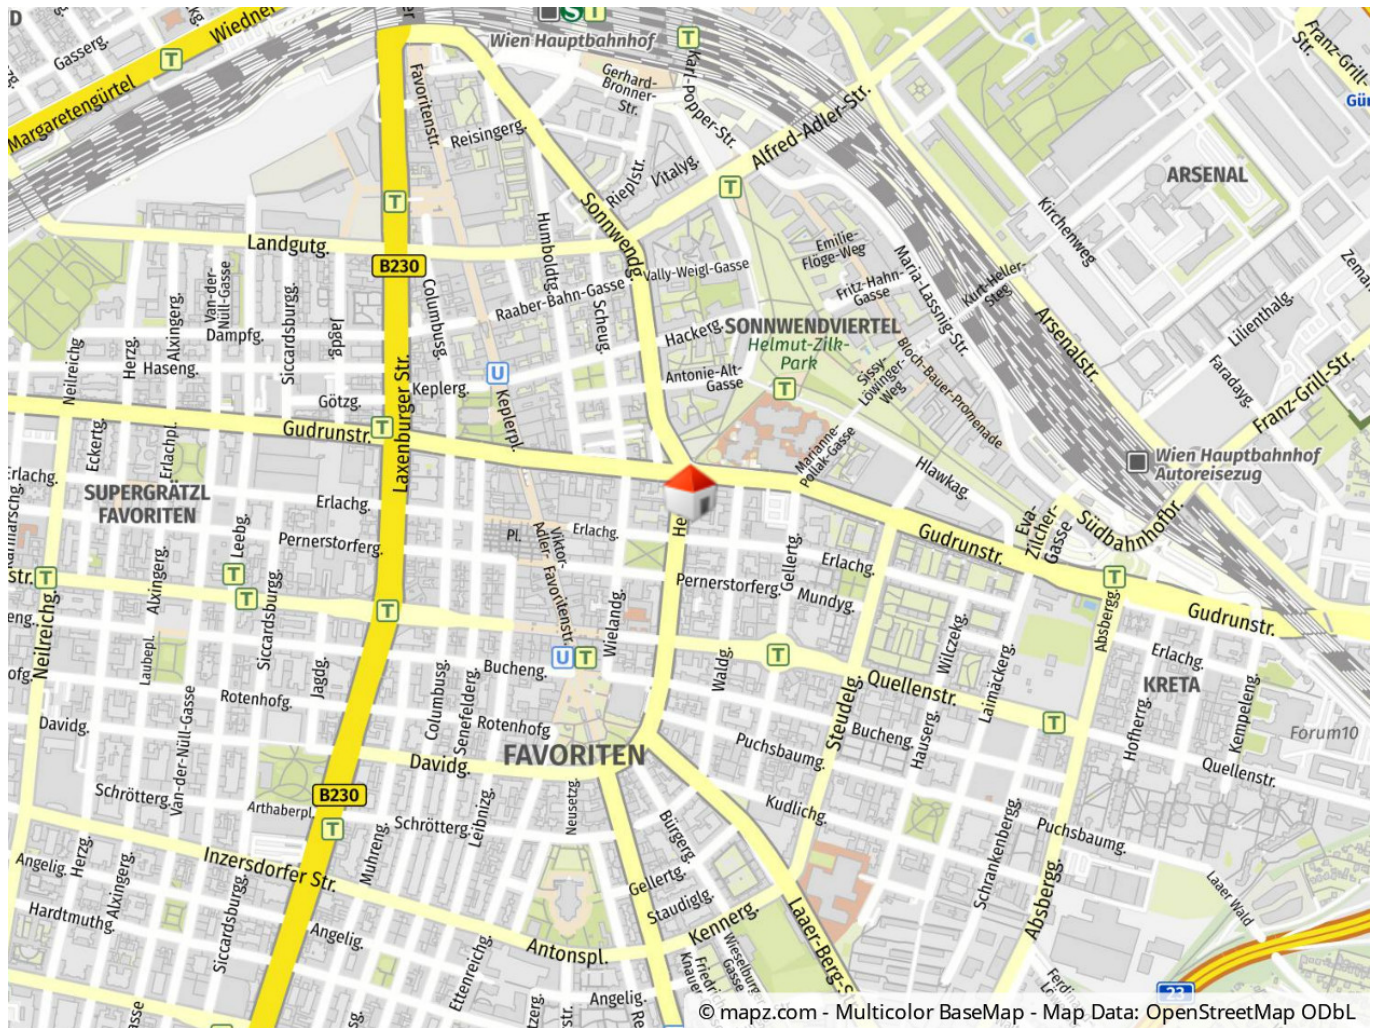 D
Wiedner
Gasserg.
T
Margaretengürtel
S
T
Wien Hauptbahnhof
T
Karl-Popper-Str.
Gerhard-
Bronner-
Str.
Franz-Grill-
Str.
Gür
Favoritenstr.
Reisingerg.
Alfred-Adler-Str.
Rieplstr.
Vitalyg.
T
ARSENAL
T
Sonnwendg.
Humboldtg.
Kirchenweg
Landgutg.
Emilie-
Flöge-Weg
B230
Vally-Weigl-Gasse
Fritz-Hahn-
Gasse
Maria-Lassnig-Str.
Kurt-Heller-
Steg
Van-der-
Null-Gasse
Alxingerg.
Siccardsburgg.
Columbusg.
Raaber-Bahn-Gasse
Scheug.
Hackerg.
SONNWENDVIERTEL
Helmut-Zilk-
Park
Arsenalstr.
Lilienthalg.
Dampfg.
Jagdg.
Neilreichg
Herzg.
Haseng.
Antonie-Alt-
Gasse
T
Sissy-
Löwinger-
Weg
Bloch-Bauer-Promenade
Faradayg.
Franz-Grill-Str.
U
Keplerg.
Keplerpl.
Götzg.
Laxenburger Str.
T
Gudrunstr.
Eckertg.
Erlachpl.
Marianne-
Pollak-Gasse
Wien Hauptbahnhof
Autoreisezug
Hlawkag.
Erlachg.
SUPERGRÄTZL
FAVORITEN
Erlachg.
Leebg.
Pernerstorferg.
Pl.
Viktor-
Adler-
Erlachg.
He
Gellertg.
Erlachg.
Gudrunstr.
Eva-
Zilcher-
Gasse
Südbahnhofbr.
T
str.
T
T
T
Alxingerg.
Siccardsburgg.
Favoritenstr.
Wielandg.
Pernerstorferg.
Mundyg.
T
Absbergg.
Gudrunstr.
Neilreichg.
Laubepl.
Jagdg.
Bucheng.
U
T
Waldg.
T
Wilczekg.
Laimäckerg.
Erlachg.
KRETA
Quellenstr.
T
Rotenhofg.
Davidg.
Van-der-Nüll-Gasse
Columbusg.
Senefelderg.
Rotenhofg
Steudelg.
Bucheng.
Hauserg.
Hofherrg.
Kempeleng.
Forum10
FAVORITEN
Davidg.
Puchsbaumg.
Quellenstr.
B230
Schrötterg.
Arthaberpl.
T
Schrötterg.
Leibnizg.
Neusetzg.
Kudlichg.
Bürgerg.
Schrankenbergg.
Puchsbaumg.
Angelig.
Herzg.
Alxingerg.
Inzersdorfer Str.
Muhreng.
Gellertg.
Staudiglg.
Laaer Wald
Hardtmuthg.
Siccardsburgg.
Angelig.
Ettenreichg.
Antonspl.
Kennerg.
Wieselburger
Gasse
Laaer-Berg-S
Absbergg.
23
Angelig.
© mapz.com - Multicolor BaseMap - Map Data: OpenStreetMap ODbL